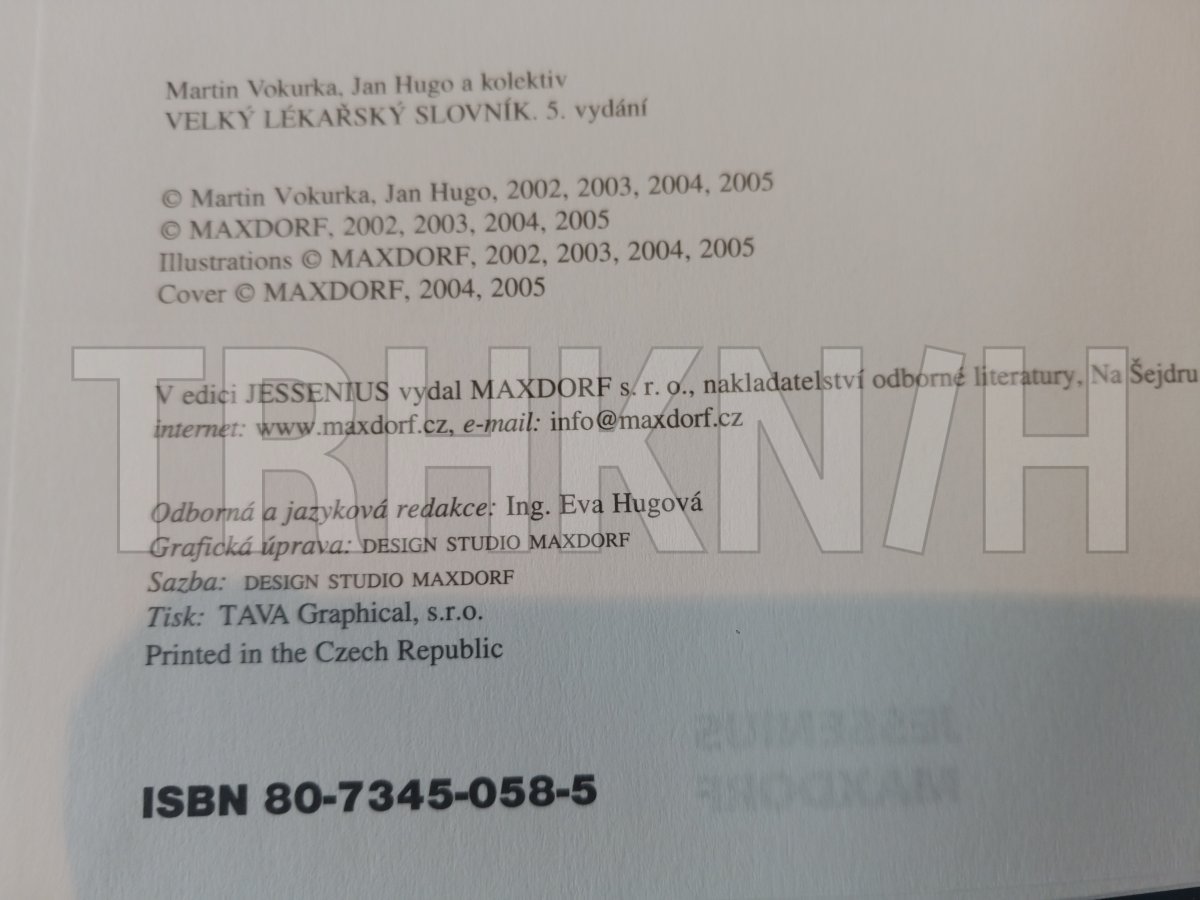 Martin Vokurka, Jan Hugo a kolektiv
VELKÝ LÉKAŘSKÝ SLOVNÍK. 5. vydání
© Martin Vokurka, Jan Hugo, 2002, 2003, 2004, 2005
© MAXDORF, 2002, 2003, 2004, 2005
Illustrations © MAXDORF, 2002, 2003, 2004, 2005
Cover © MAXDORF, 2004, 2005
V edici JESSENIUS vydal MAXDORF s. r. o., nakladatelství odborné literatury, Na Šejdru
internet: www.maxdorf.cz, e-mail: info@maxdorf.cz
TRHKN/H
Odborná a jazyková redakce: Ing. Eva Hugová
Grafická úprava: DESIGN STUDIO MAXDORF
Sazba: DESIGN STUDIO MAXDORF
Tisk: TAVA Graphical, s.r.o.
Printed in the Czech Republic
JESSENIUS
MAXDORF
ISBN 80-7345-058-5